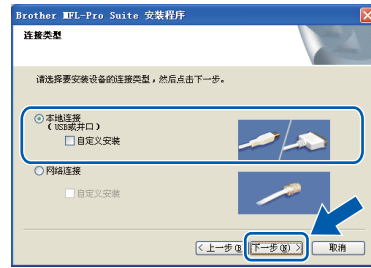 Brother MFL-Pro Suite 安装程序
连接类型
请选择要安装设备的连接类型，然后点击下一步。
本地连接
(USB或并口)
自定义安装
网络连接
自定义安装
<上一步(B 下一步(N) > 取消